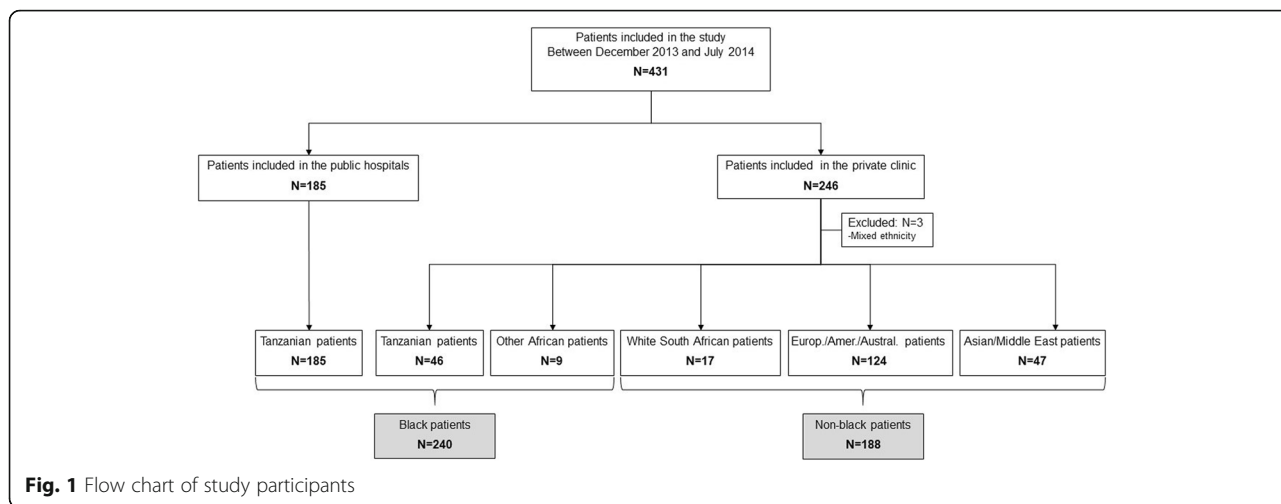 Patients included in the study
Between December 2013 and July 2014
N=431
Patients included in the public hospitals
N=185
Patients included in the private clinic
N=246
Excluded: N=3
-Mixed ethnicity
Tanzanian patients
N=185
Tanzanian patients
N=46
Other African patients
N=9
White South African patients
N=17
Europ./Amer./Austral. patients
N=124
Asian/Middle East patients
N=47
Black patients
N=240
Non-black patients
N=188
Fig. 1 Flow chart of study participants